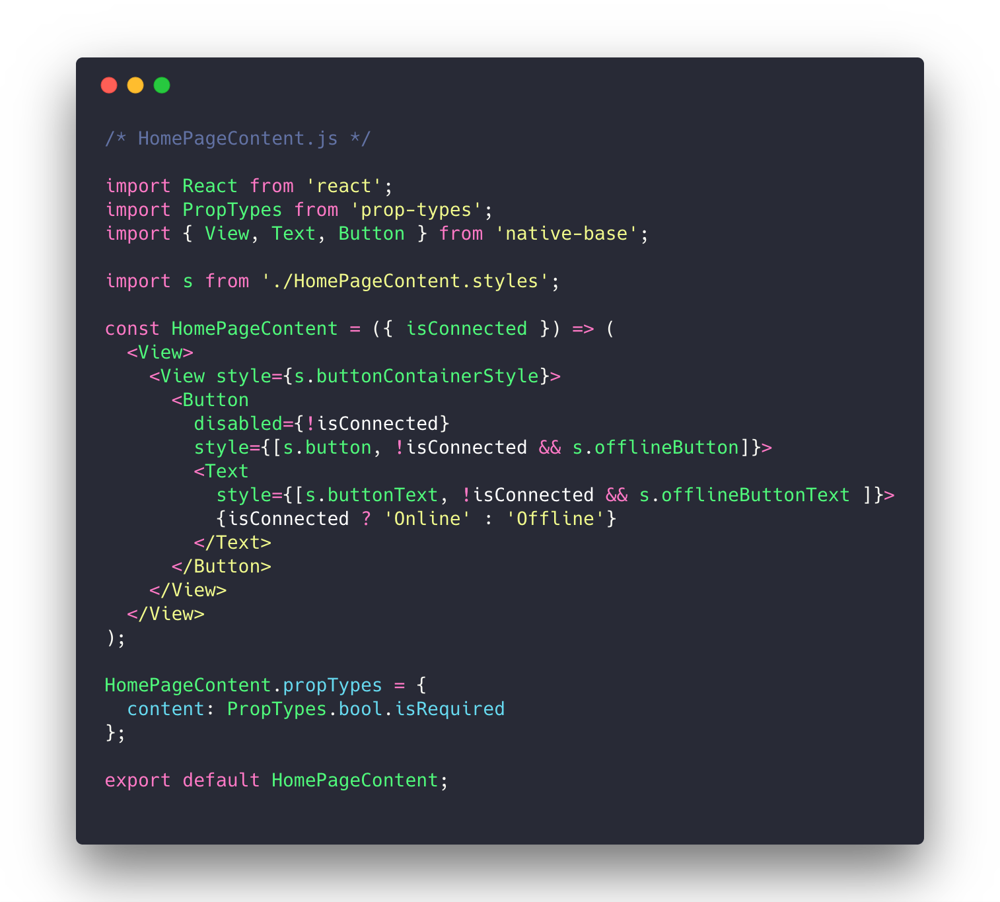 /* HomePageContent.js */

import React from 'react';
import PropTypes from 'prop-types';
import { View, Text, Button } from 'native-base';

import s from './HomePageContent.styles';

const HomePageContent = ({ isConnected }) => (
  <View>
    <View style={s.buttonContainerStyle}>
      <Button
        disabled={!isConnected}
        style={[s.button, !isConnected && s.offlineButton]}>
        <Text
          style={[s.buttonText, !isConnected && s.offlineButtonText ]}>
          {isConnected ? 'Online' : 'Offline'}
        </Text>
      </Button>
    </View>
  </View>
);

HomePageContent.propTypes = {
  content: PropTypes.bool.isRequired
};

export default HomePageContent;